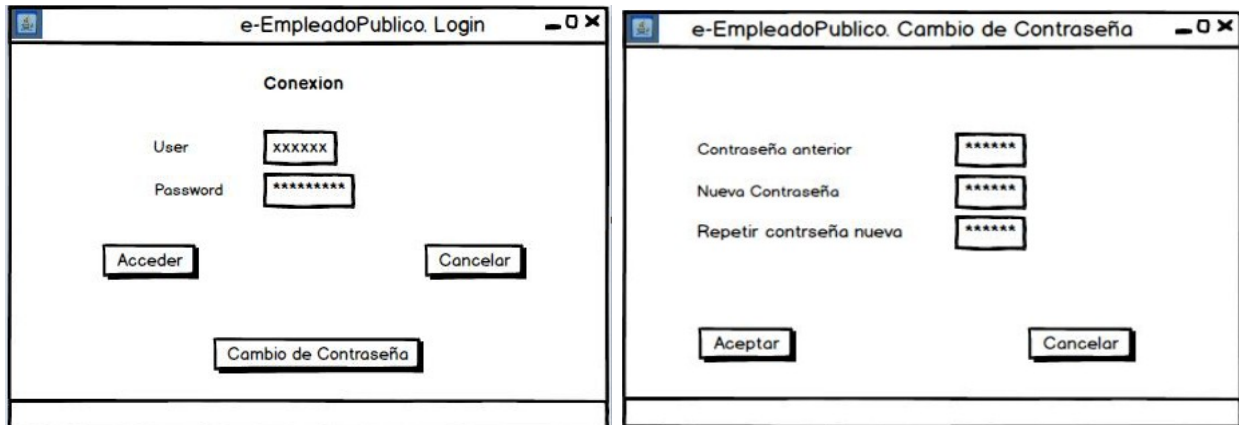 e-EmpleadoPublico. Login
Conexion
User xxxxxx
Password *********
Acceder Cancelar
Cambio de Contraseña
e-EmpleadoPublico. Cambio de Contraseña
Contraseña anterior ******
Nueva Contraseña ******
Repetir contrseña nueva ******
Aceptar Cancelar